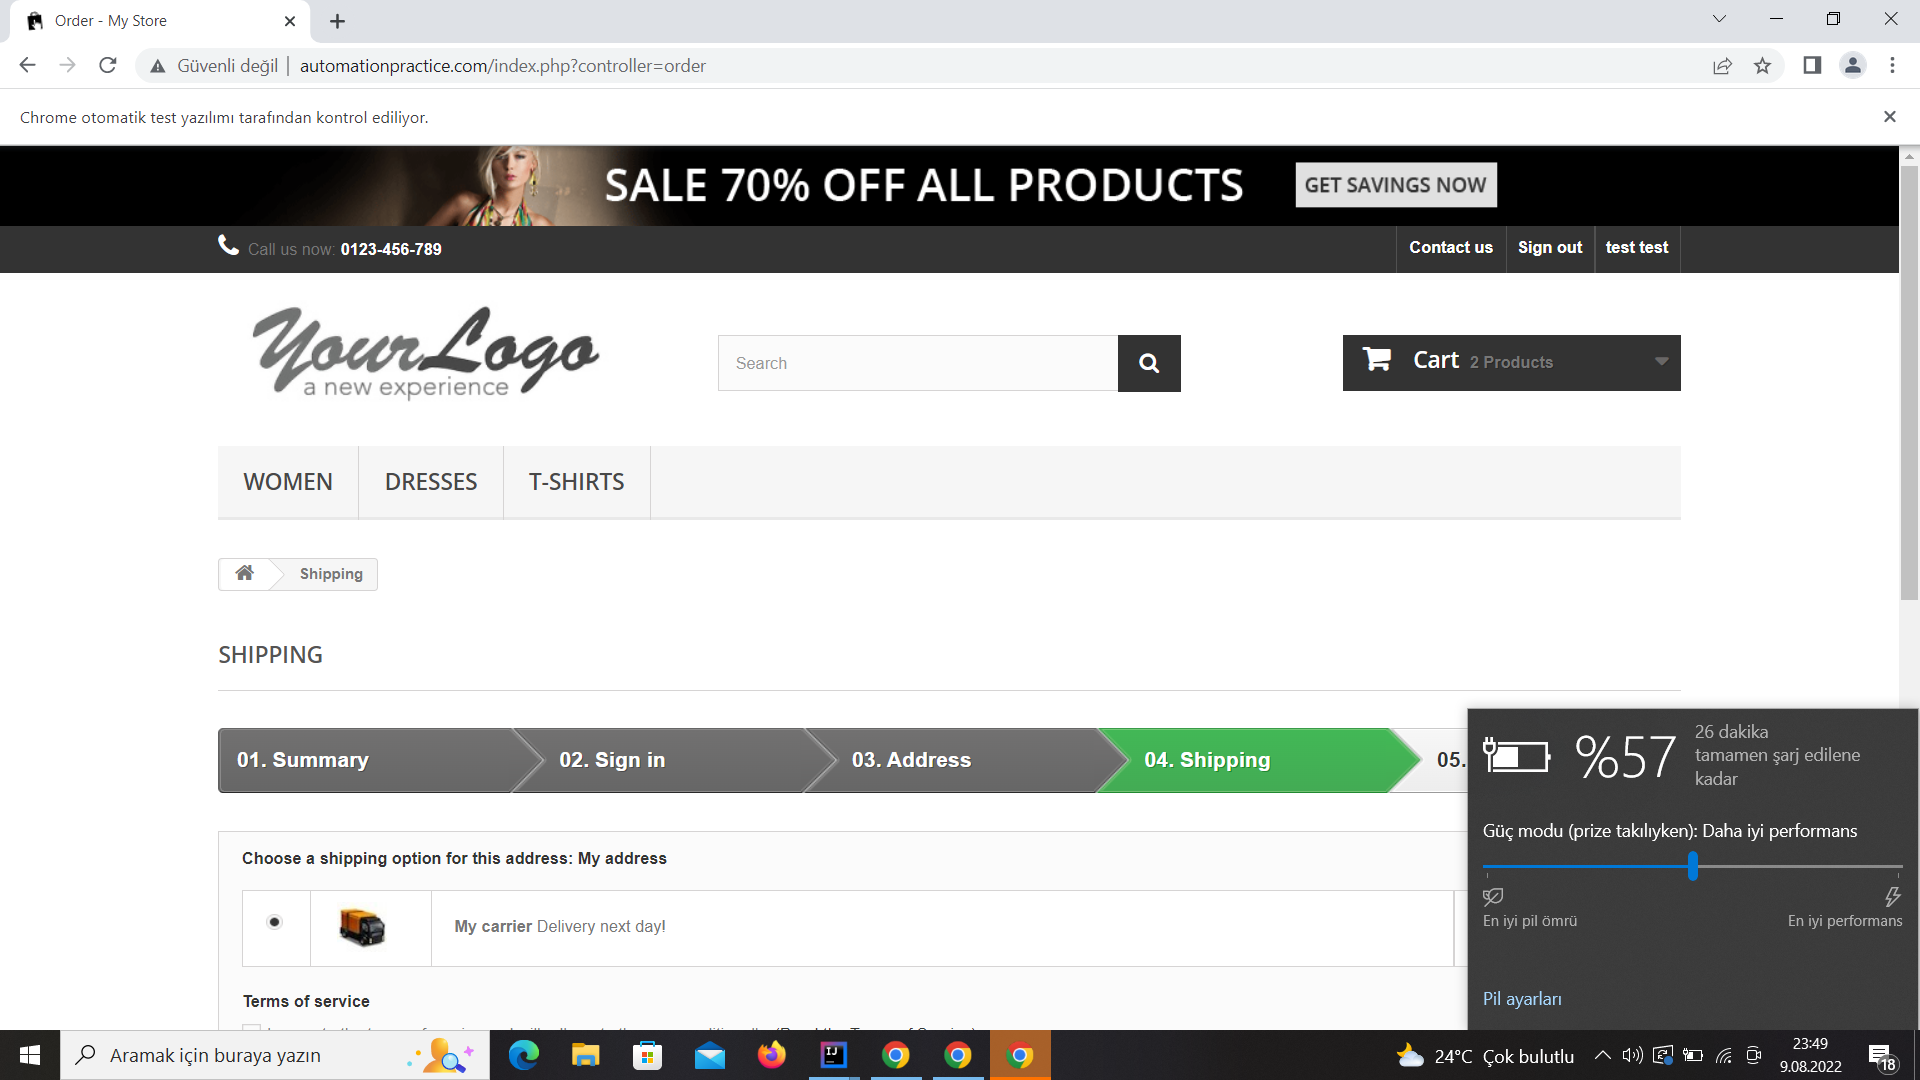 Order - My Store
Güvenli değil | automationpractice.com/index.php?controller=order
Chrome otomatik test yazılımı tarafından kontrol ediliyor.
SALE 70% OFF ALL PRODUCTS GET SAVINGS NOW
Call us now: 0123-456-789 Contact us Sign out test test
YourLogo
a new experience
Search
Cart 2 Products
WOMEN DRESSES T-SHIRTS
Shipping
SHIPPING
01. Summary 02. Sign in 03. Address 04. Shipping 05.
Choose a shipping option for this address: My address
My carrier Delivery next day!
Terms of service
%57
26 dakika
tamamen şarj edilene
kadar
Güç modu (prize takılıyken): Daha iyi performans
En iyi pil ömrü En iyi performans
Pil ayarları
Aramak için buraya yazın
IJ
24°C Çok bulutlu
23:49
9.08.2022
18